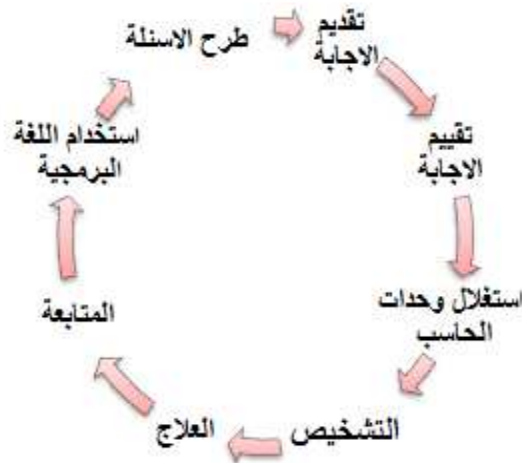 طرح الاسئلة
تقديم
الاجابة
تقييم
الاجابة
استغلال وحدات
الحاسب
التشخيص
العلاج
المتابعة
استخدام اللغة
البرمجية